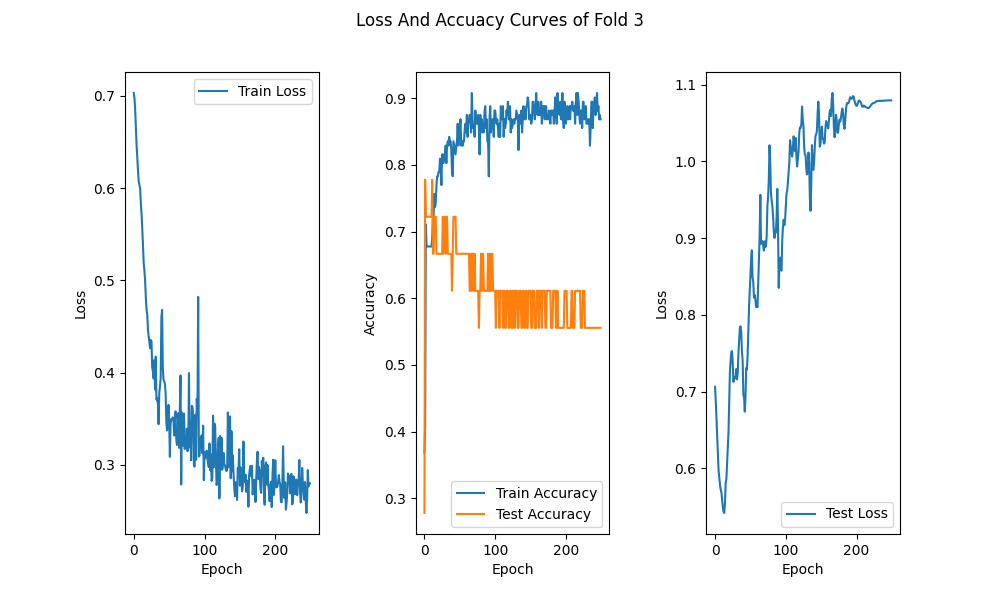 Loss And Accuacy Curves of Fold 3
Train Loss
0.7
0.6
0.5
0.4
0.3
0
100
200
Epoch
Loss
0.9
0.8
0.7
0.6
0.5
0.4
0.3
Train Accuracy
Test Accuracy
0
100
200
Epoch
Accuracy
1.1
1.0
0.9
0.8
0.7
0.6
Test Loss
0
100
200
Epoch
Loss